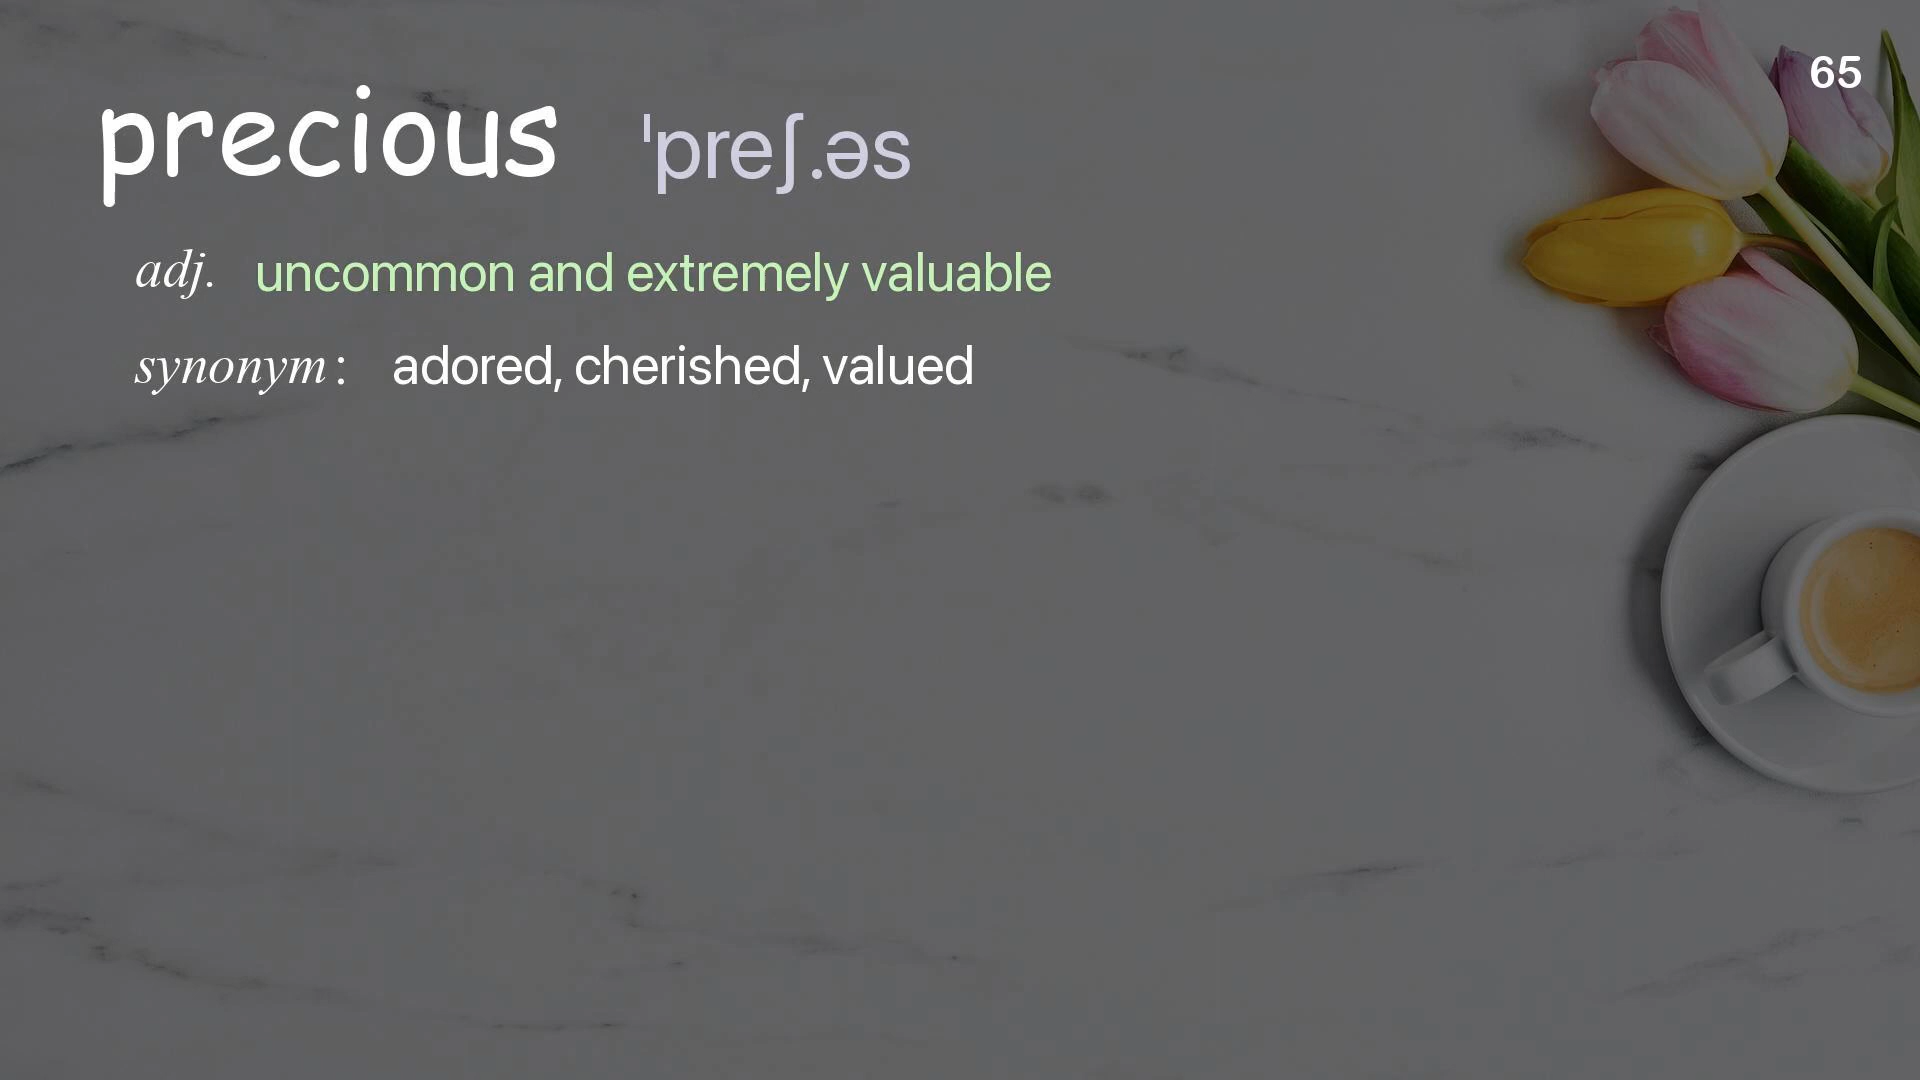 65
precious ˈpreʃ.əs
adj. uncommon and extremely valuable
synonym: adored, cherished, valued